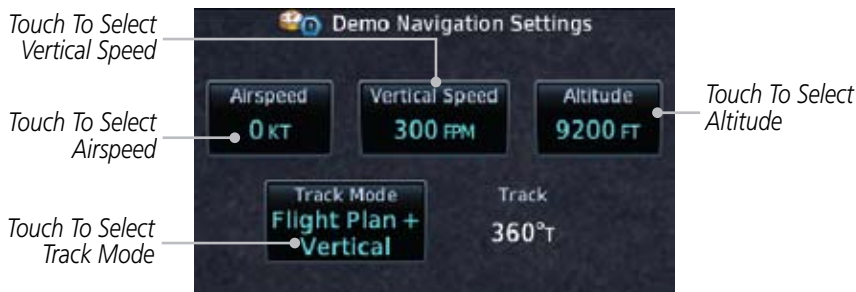 Touch To Select
Vertical Speed
Demo Navigation Settings
Touch To Select
Airspeed
Airspeed
0 KT
Vertical Speed
300 FPM
Altitude
9200 FT
Touch To Select
Altitude
Touch To Select
Track Mode
Track Mode
Flight Plan +
Vertical
Track
360°T